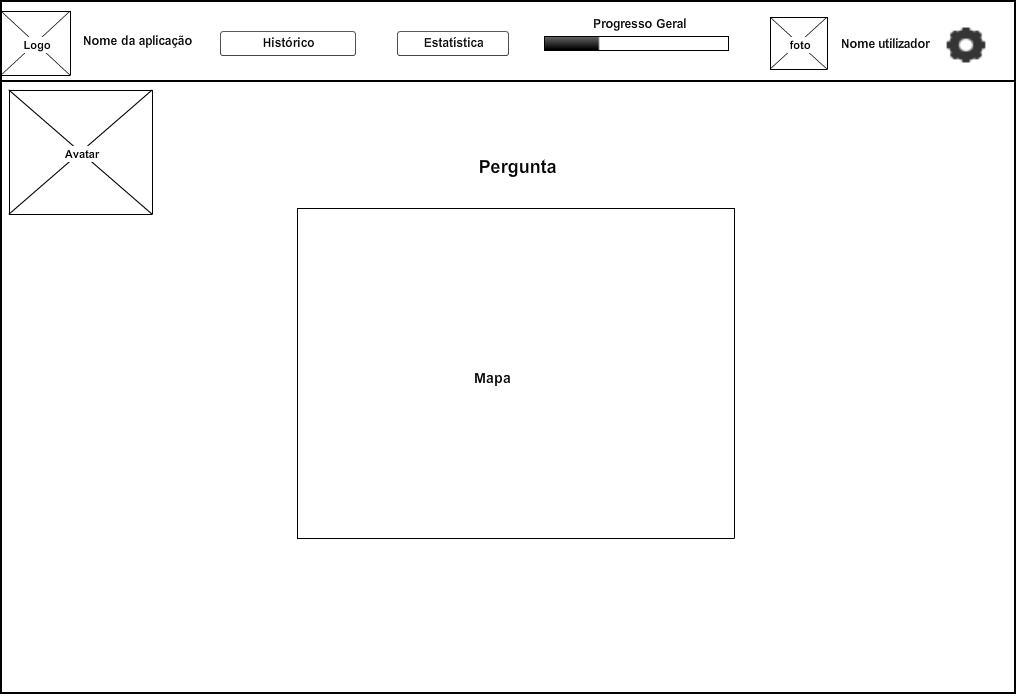 Logo
Nome da aplicação
Histórico
Estatística
Progresso Geral
foto
Nome utilizador
Avatar
Pergunta
Mapa